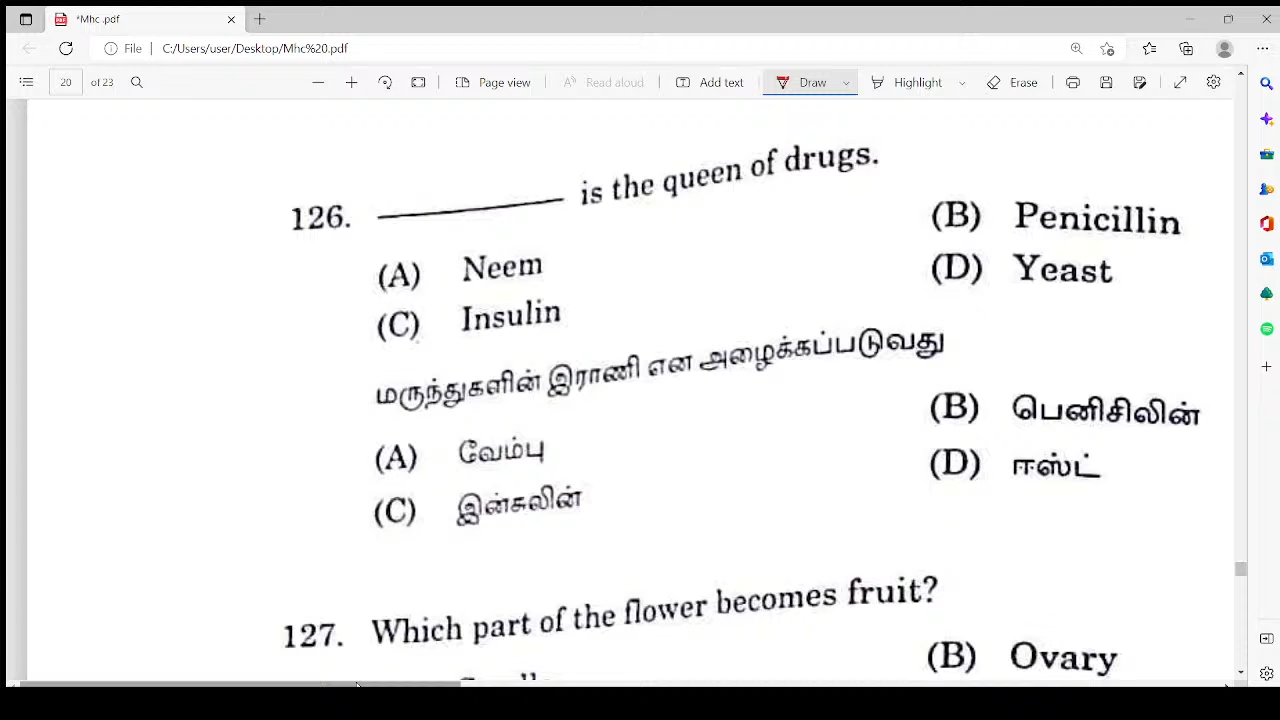 *Mhc .pdf
File | C:/Users/user/Desktop/Mhc%20.pdf
20 of 23 Page view Read aloud Add text Draw Highlight Erase
126. __________ is the queen of drugs.
(A) Neem (B) Penicillin
(C) Insulin (D) Yeast
மருந்துகளின் இராணி என அழைக்கப்படுவது
(A) வேம்பு (B) பெனிசிலின்
(C) இன்சுலின் (D) ஈஸ்ட்
127. Which part of the flower becomes fruit?
(B) Ovary